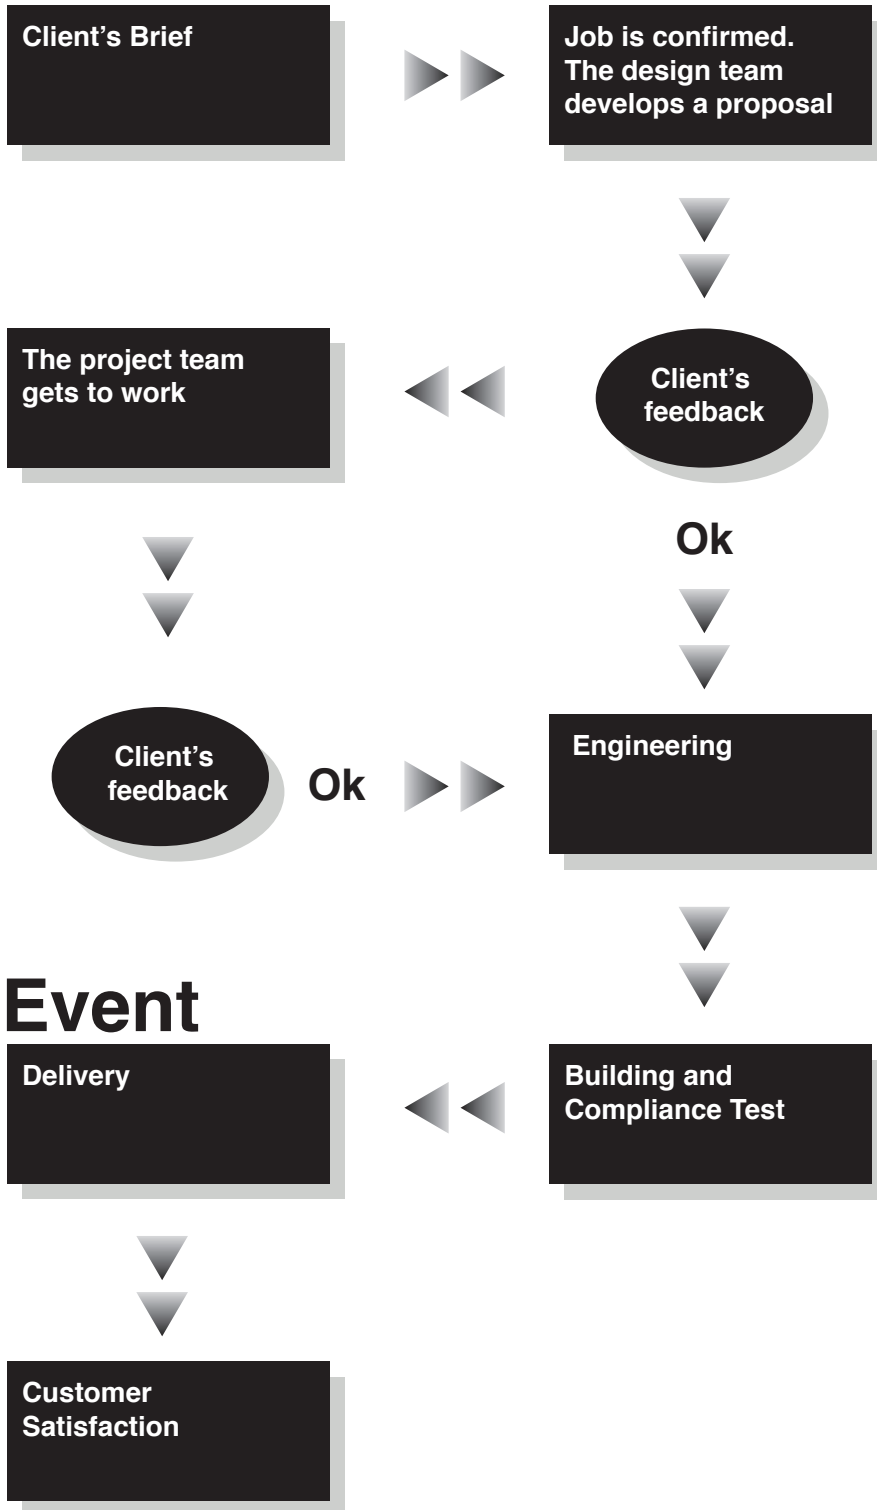 Client's Brief
Job is confirmed.
The design team
develops a proposal
The project team
gets to work
Client's
feedback
Ok
Client's
feedback
Ok
Engineering
Event
Delivery
Building and
Compliance Test
Customer
Satisfaction